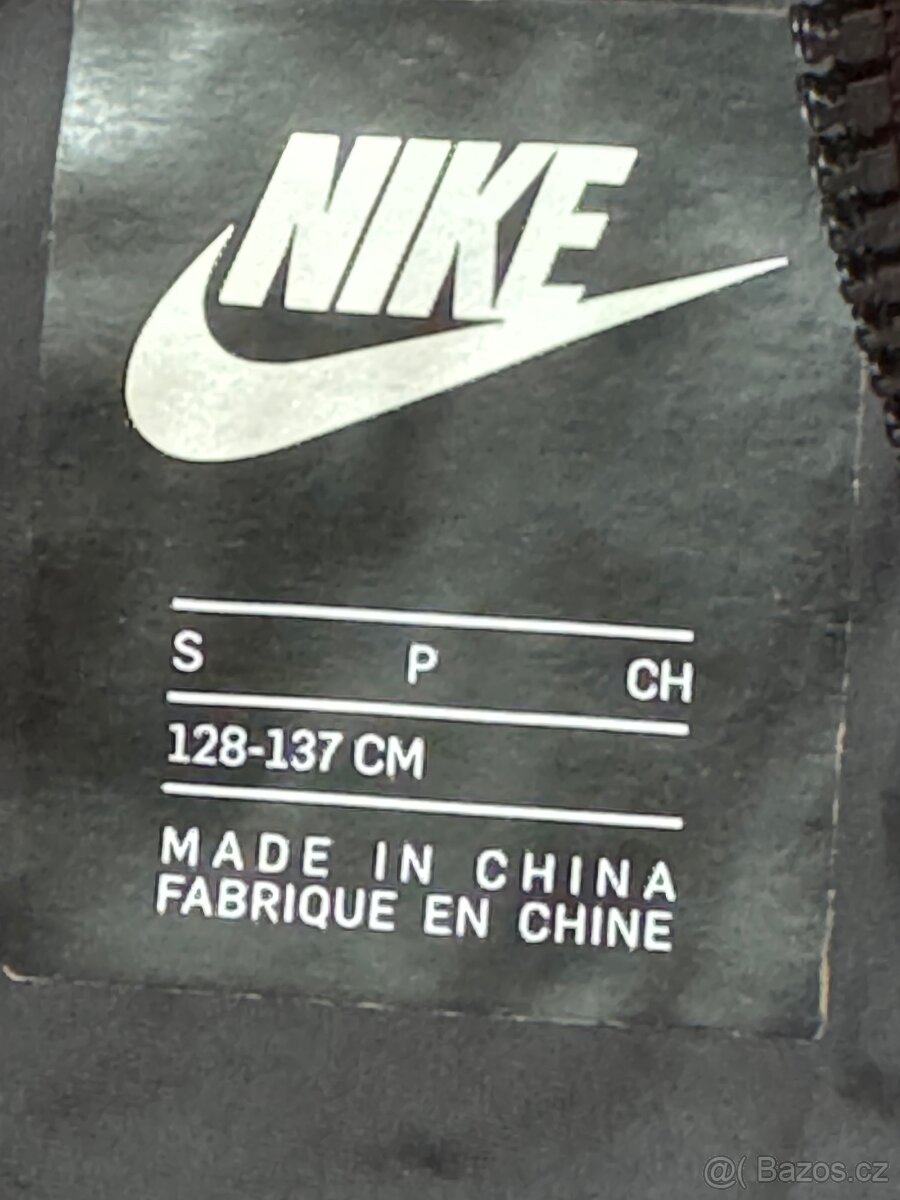 NIKE
S P CH
128-137 CM
MADE IN CHINA
FABRIQUE EN CHINE
@( Bazos.cz